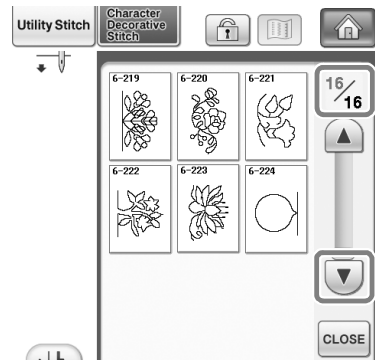 Utility Stitch
Character
Decorative
Stitch
6-219
6-220
6-221
16/16
6-222
6-223
6-224
CLOSE